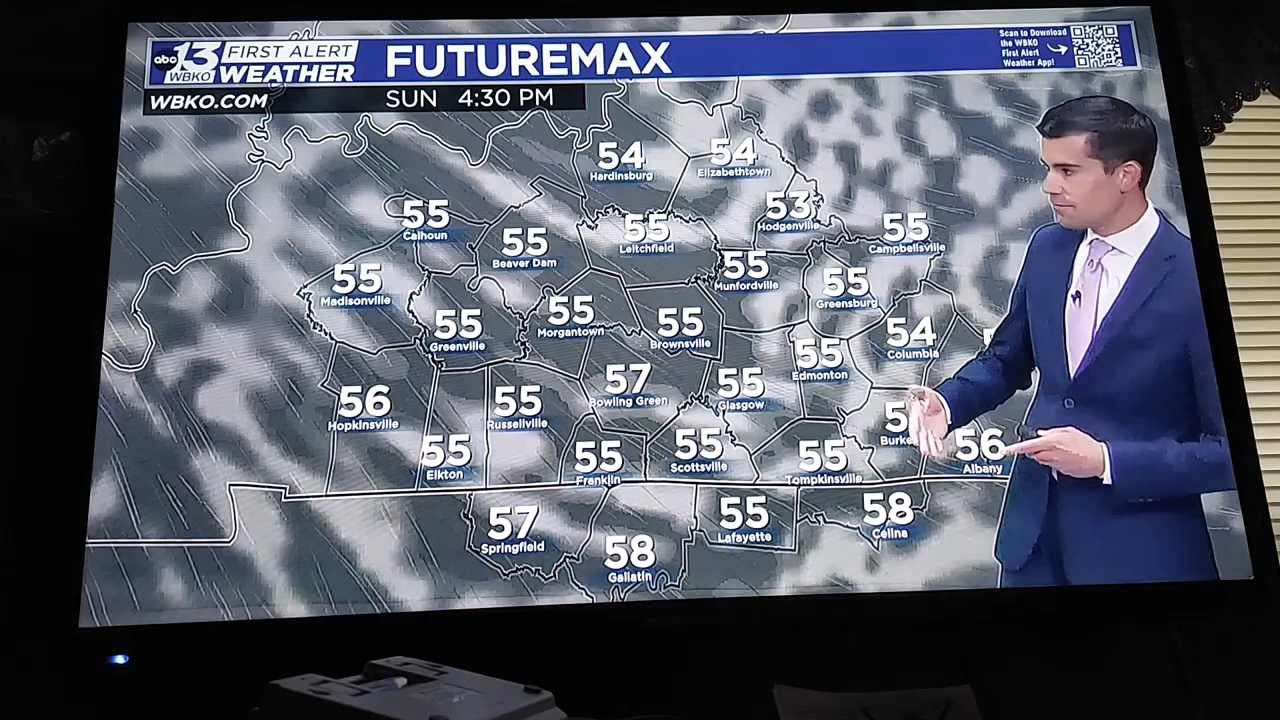 abc 13 WBKO FIRST ALERT WEATHER
FUTUREMAX
Scan to Download
the WBKO
First Alert
Weather App!
WBKO.COM
SUN 4:30 PM
54
Hardinsburg
54
Elizabethtown
53
Hodgenville
55
Calhoun
55
Beaver Dam
55
Leitchfield
55
Campbellsville
55
Madisonville
55
Munfordville
55
Greensburg
55
Greenville
55
Morgantown
55
Brownsville
54
Columbia
55
Edmonton
56
Hopkinsville
55
Russellville
57
Bowling Green
55
Glasgow
55
Elkton
55
Franklin
55
Scottsville
55
Tompkinsville
5
Burke
56
Albany
57
Springfield
58
Gallatin
55
Lafayette
58
Celina